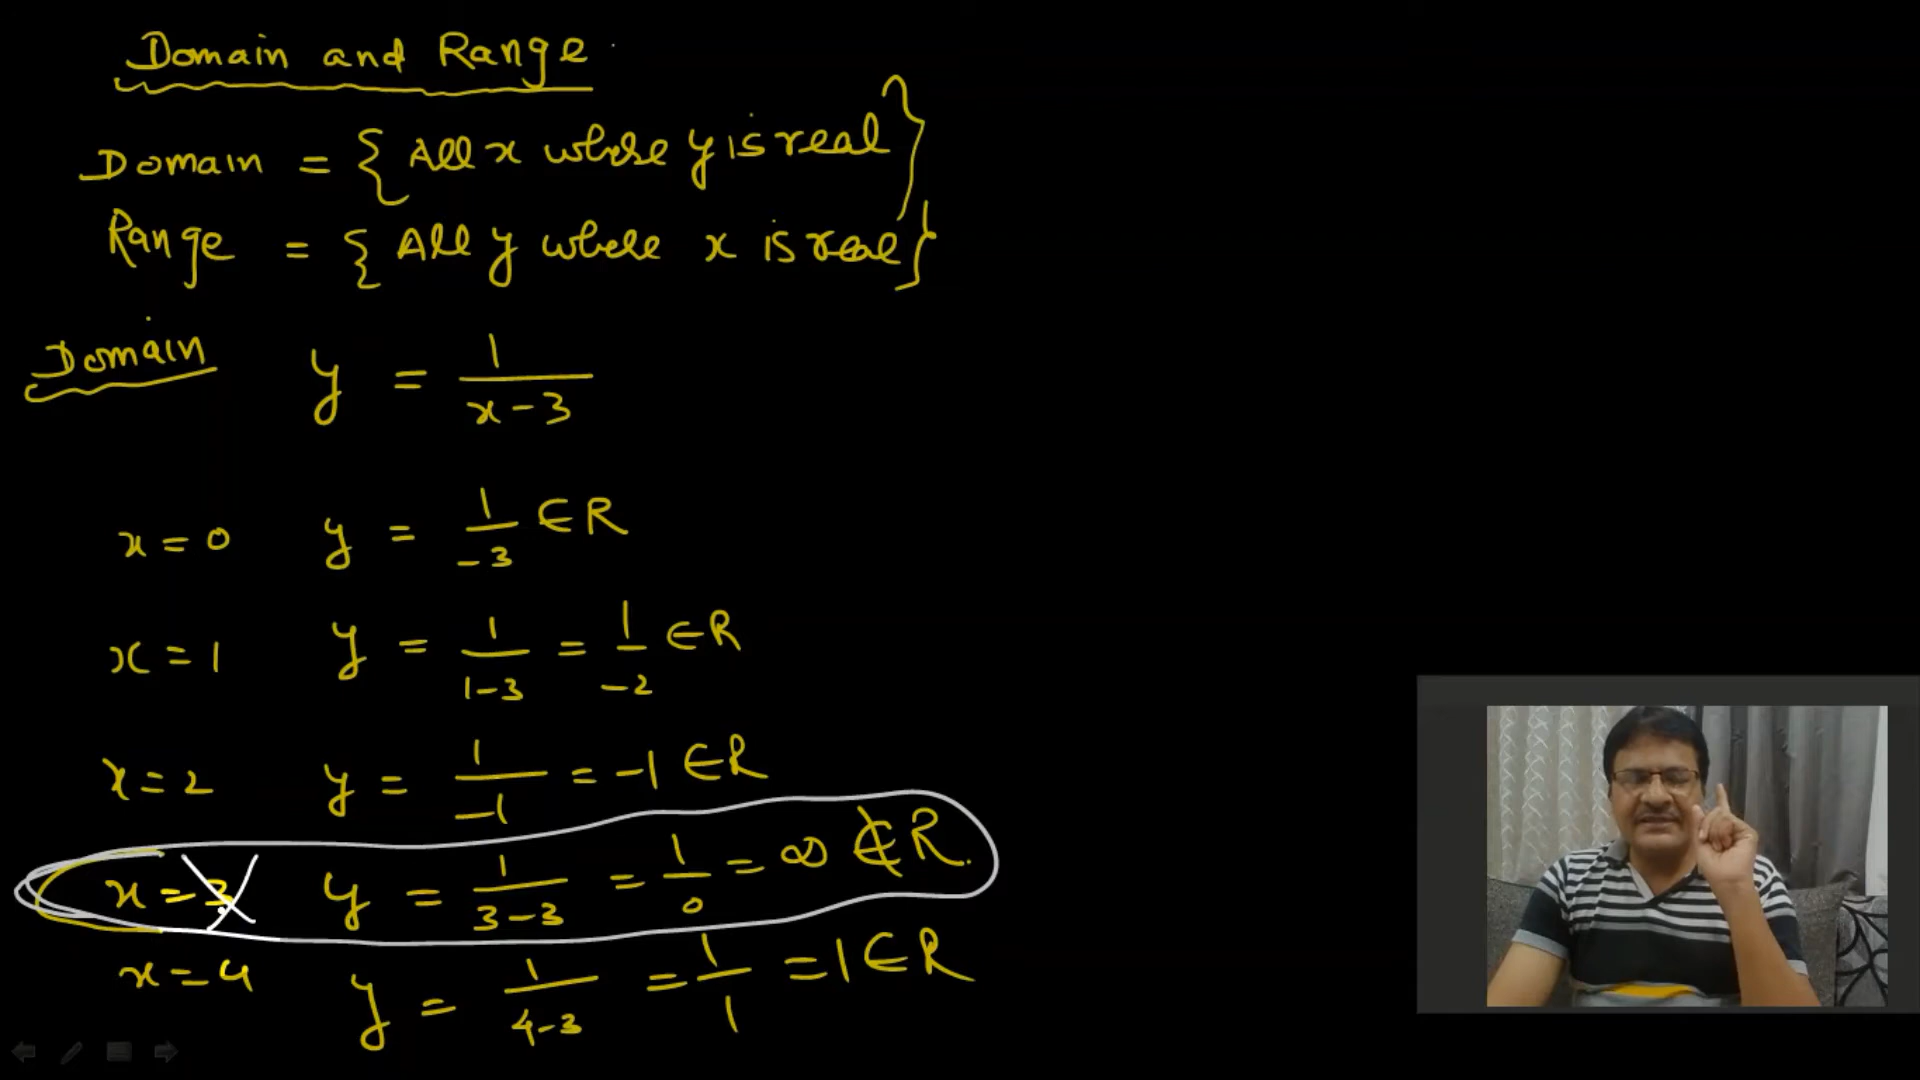 Domain and Range
Domain = {All x where y is real}
Range = {All y where x is real}
Domain y = 1/(x-3)
x=0 y = 1/-3 ∈ R
x=1 y = 1/(1-3) = 1/-2 ∈ R
x=2 y = 1/-1 = -1 ∈ R
x=3 y = 1/(3-3) = 1/0 = ∞ ∉ R.
x=4 y = 1/(4-3) = 1/1 = 1 ∈ R